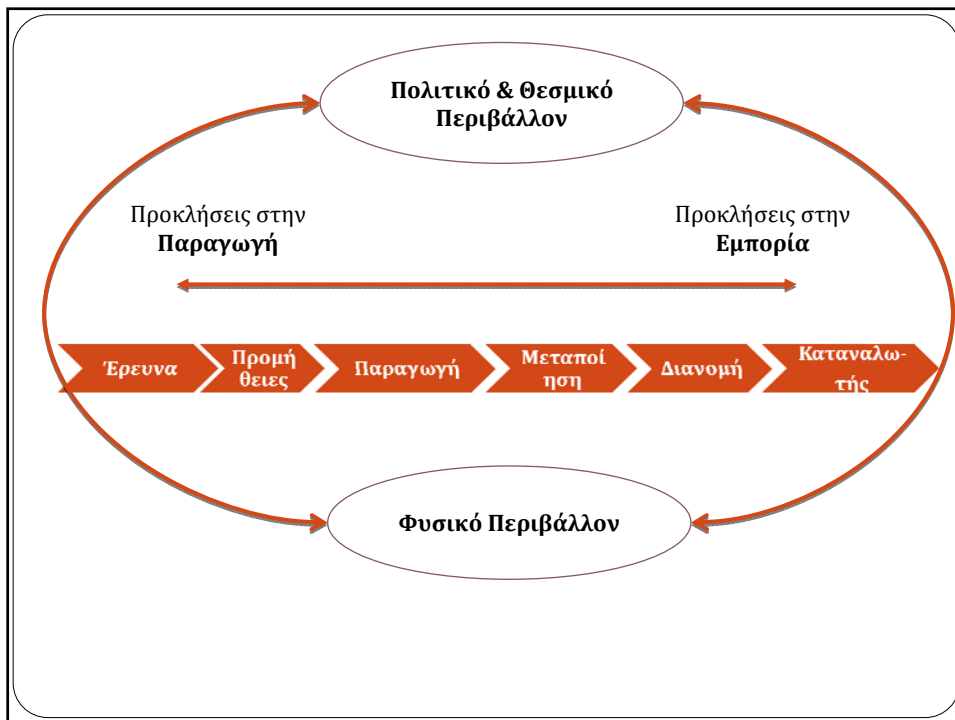 Πολιτικό & Θεσμικό
Περιβάλλον
Προκλήσεις στην
Παραγωγή
Προκλήσεις στην
Εμπορία
Έρευνα
Προμή
θειες
Παραγωγή
Μεταποί
ηση
Διανομή
Καταναλω-
τής
Φυσικό Περιβάλλον